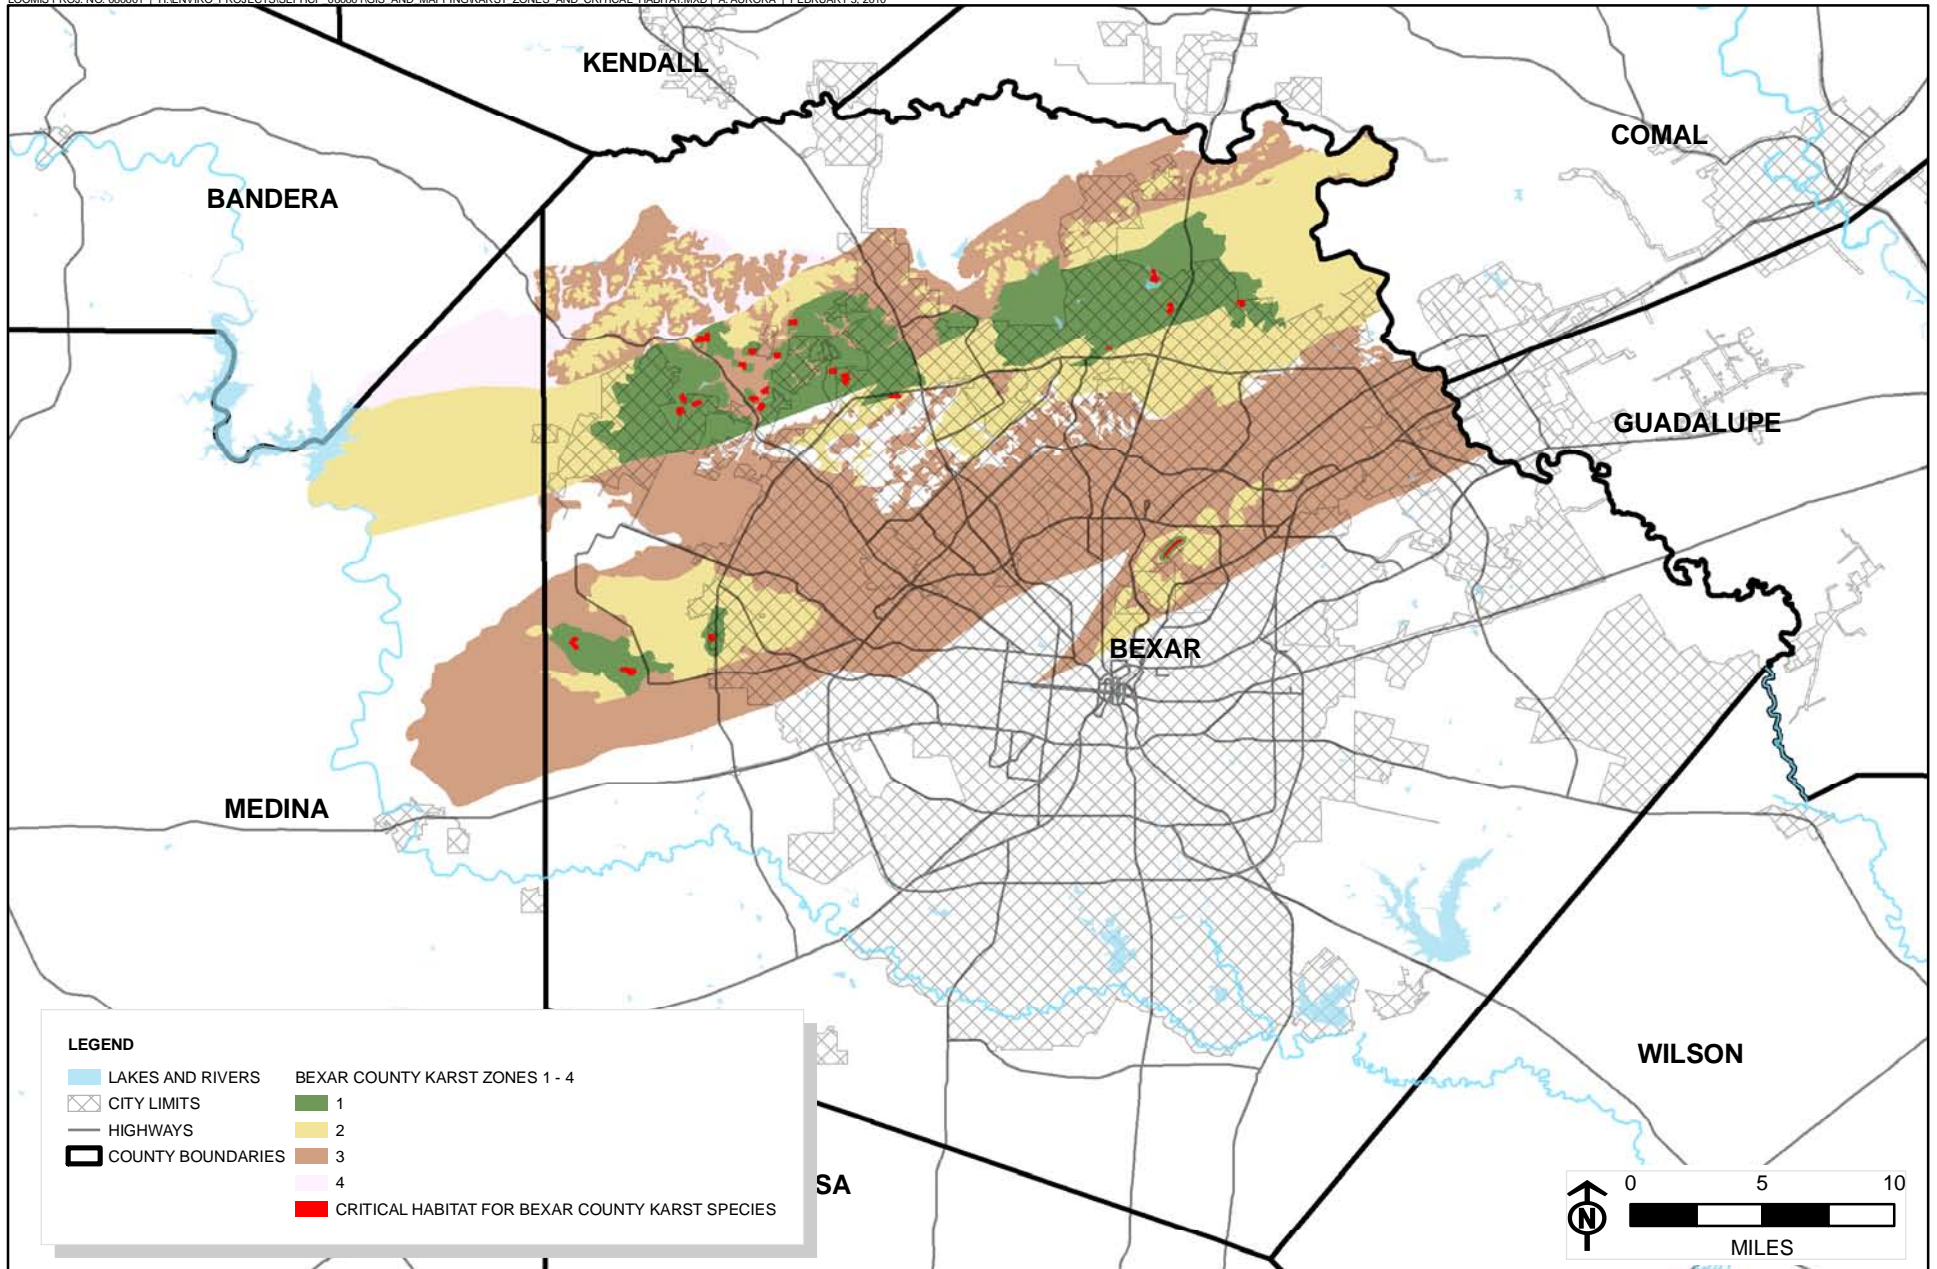 KENDALL
COMAL
BANDERA
GUADALUPE
BEXAR
MEDINA
WILSON
SA
LEGEND
LAKES AND RIVERS
CITY LIMITS
HIGHWAYS
COUNTY BOUNDARIES
BEXAR COUNTY KARST ZONES 1 - 4
1
2
3
4
CRITICAL HABITAT FOR BEXAR COUNTY KARST SPECIES
0 5 10
N
MILES